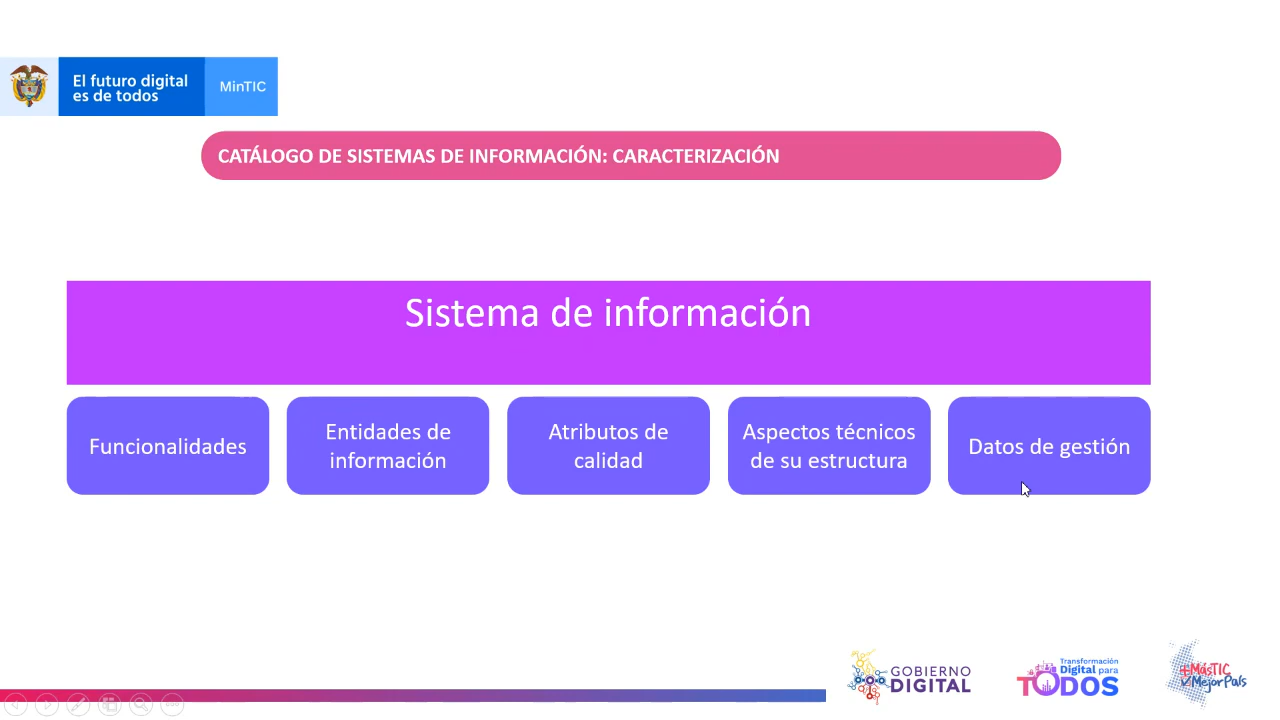 El futuro digital
es de todos
MinTIC
CATÁLOGO DE SISTEMAS DE INFORMACIÓN: CARACTERIZACIÓN
Sistema de información
Funcionalidades
Entidades de
información
Atributos de
calidad
Aspectos técnicos
de su estructura
Datos de gestión
GOBIERNO
DIGITAL
Transformación
Digital para
TODOS
+MásTIC
✓MejorPaís